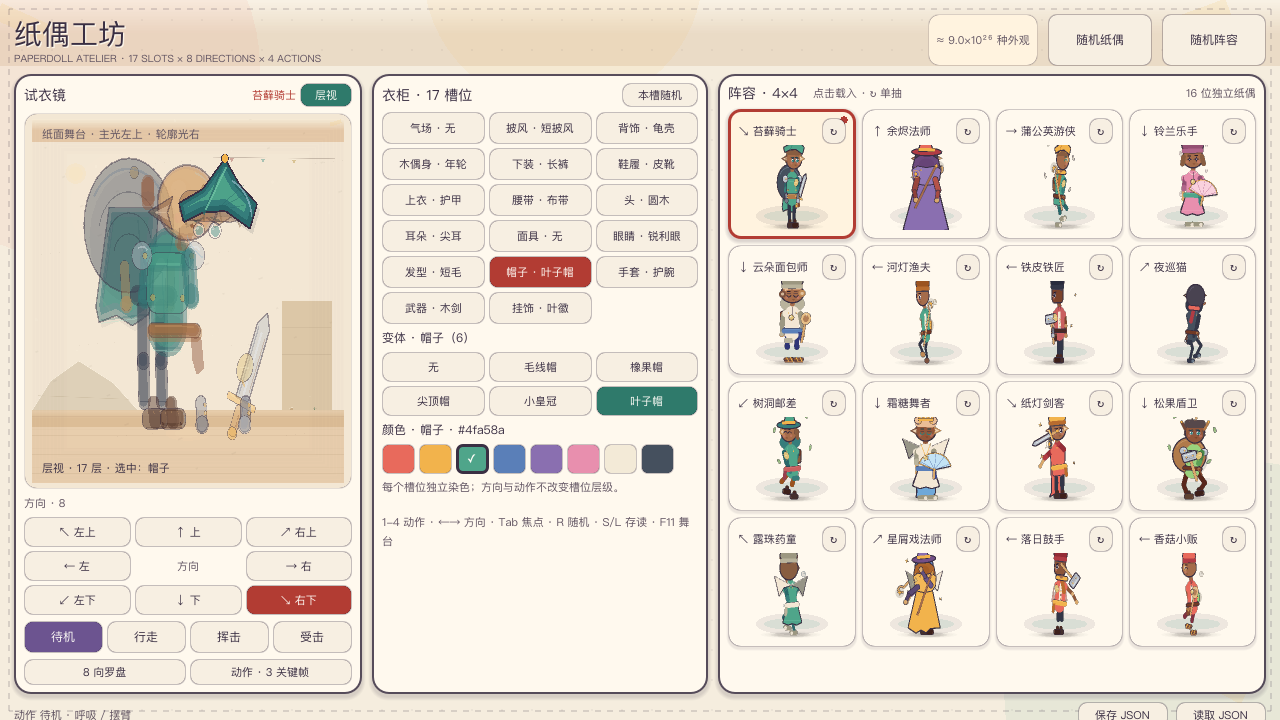 纸偶工坊
PAPERDOLL ATELIER · 17 SLOTS × 8 DIRECTIONS × 4 ACTIONS
≈ 9.0×10²⁶ 种外观
随机纸偶
随机阵容
试衣镜
苔藓骑士
层视
纸面舞台 · 主光左上 · 轮廓光右
层视 · 17 层 · 选中：帽子
方向 · 8
↖ 左上
↑ 上
↗ 右上
← 左
方向
→ 右
↙ 左下
↓ 下
↘ 右下
待机
行走
挥击
受击
8 向罗盘
动作 · 3 关键帧
衣柜 · 17 槽位
本槽随机
气场 · 无
披风 · 短披风
背饰 · 龟壳
木偶身 · 年轮
下装 · 长裤
鞋履 · 皮靴
上衣 · 护甲
腰带 · 布带
头 · 圆木
耳朵 · 尖耳
面具 · 无
眼睛 · 锐利眼
发型 · 短毛
帽子 · 叶子帽
手套 · 护腕
武器 · 木剑
挂饰 · 叶徽
变体 · 帽子（6）
无
毛线帽
橡果帽
尖顶帽
小皇冠
叶子帽
颜色 · 帽子 · #4fa58a
✓
每个槽位独立染色；方向与动作不改变槽位层级。
1–4 动作 · ←→ 方向 · Tab 焦点 · R 随机 · S/L 存读 · F11 舞
台
阵容 · 4×4
点击载入 · ↻ 单抽
16 位独立纸偶
↘ 苔藓骑士 ↻
↑ 余烬法师 ↻
→ 蒲公英游侠 ↻
↓ 铃兰乐手 ↻
↓ 云朵面包师 ↻
← 河灯渔夫 ↻
← 铁皮铁匠 ↻
↗ 夜巡猫 ↻
↙ 树洞邮差 ↻
↓ 霜糖舞者 ↻
↘ 纸灯剑客 ↻
↓ 松果盾卫 ↻
↖ 露珠药童 ↻
↗ 星屑戏法师 ↻
← 落日鼓手 ↻
← 香菇小贩 ↻
动作 待机 · 呼吸 / 摆臂
保存 JSON
读取 JSON